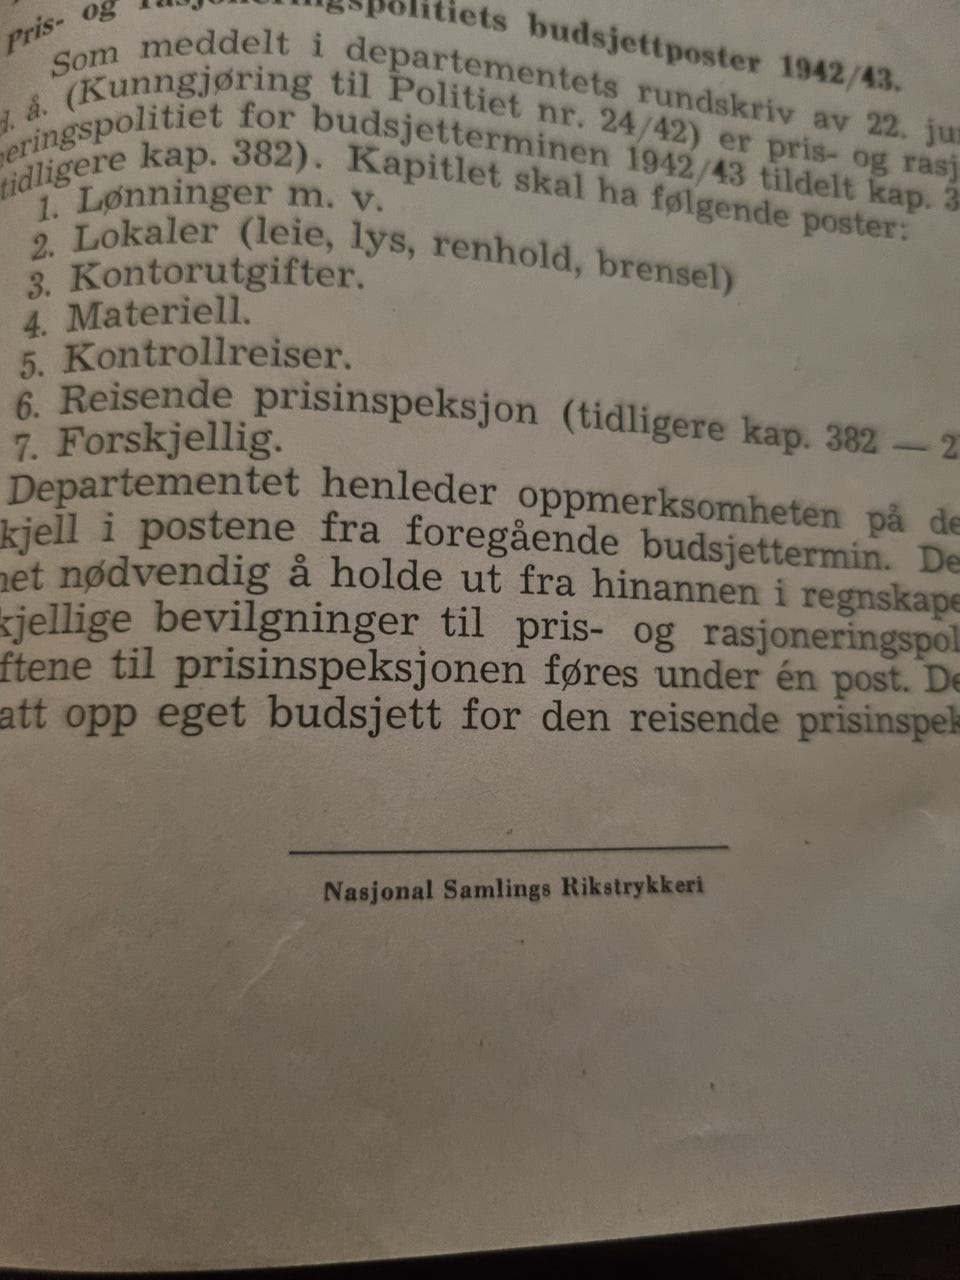 Pris- og rasjoneringspolitiets budsjettposter 1942/43.
Som meddelt i departementets rundskriv av 22. jun
d. å. (Kunngjøring til Politiet nr. 24/42) er pris- og rasj
neringspolitiet for budsjetterminen 1942/43 tildelt kap. 3
tidligere kap. 382). Kapitlet skal ha følgende poster:
1. Lønninger m. v.
2. Lokaler (leie, lys, renhold, brensel)
3. Kontorutgifter.
4. Materiell.
5. Kontrollreiser.
6. Reisende prisinspeksjon (tidligere kap. 382 — 2
7. Forskjellig.
Departementet henleder oppmerksomheten på de
kjell i postene fra foregående budsjettermin. De
net nødvendig å holde ut fra hinannen i regnskape
kjellige bevilgninger til pris- og rasjoneringspol
ftene til prisinspeksjonen føres under én post. De
att opp eget budsjett for den reisende prisinspek
Nasjonal Samlings Rikstrykkeri